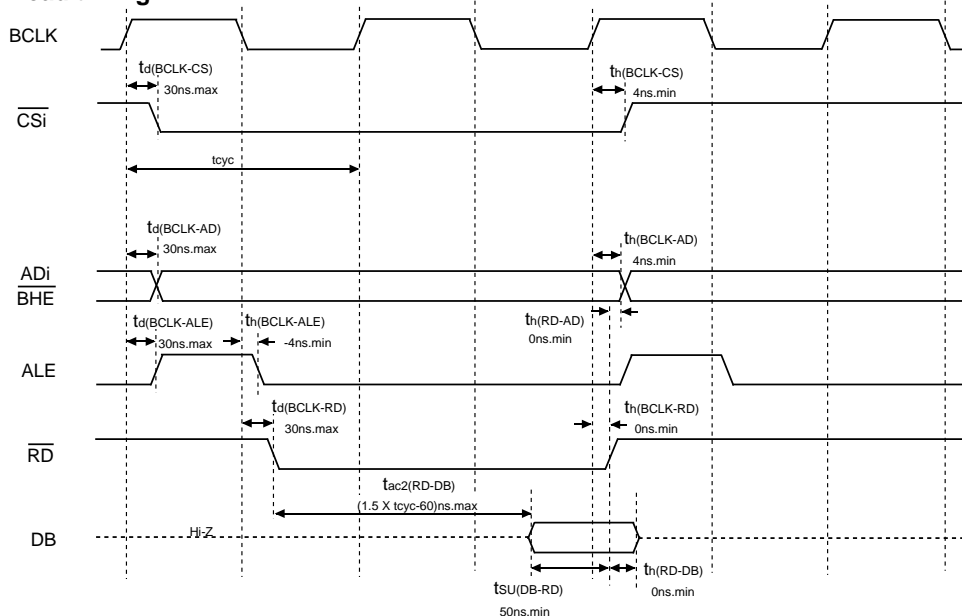 BCLK
td(BCLK-CS)
30ns.max
th(BCLK-CS)
4ns.min
CSi
tcyc
td(BCLK-AD)
30ns.max
th(BCLK-AD)
4ns.min
ADi
BHE
td(BCLK-ALE)
30ns.max
th(BCLK-ALE)
-4ns.min
th(RD-AD)
0ns.min
ALE
td(BCLK-RD)
30ns.max
th(BCLK-RD)
0ns.min
RD
tac2(RD-DB)
(1.5 X tcyc-60)ns.max
DB
Hi-Z
tSU(DB-RD)
50ns.min
th(RD-DB)
0ns.min